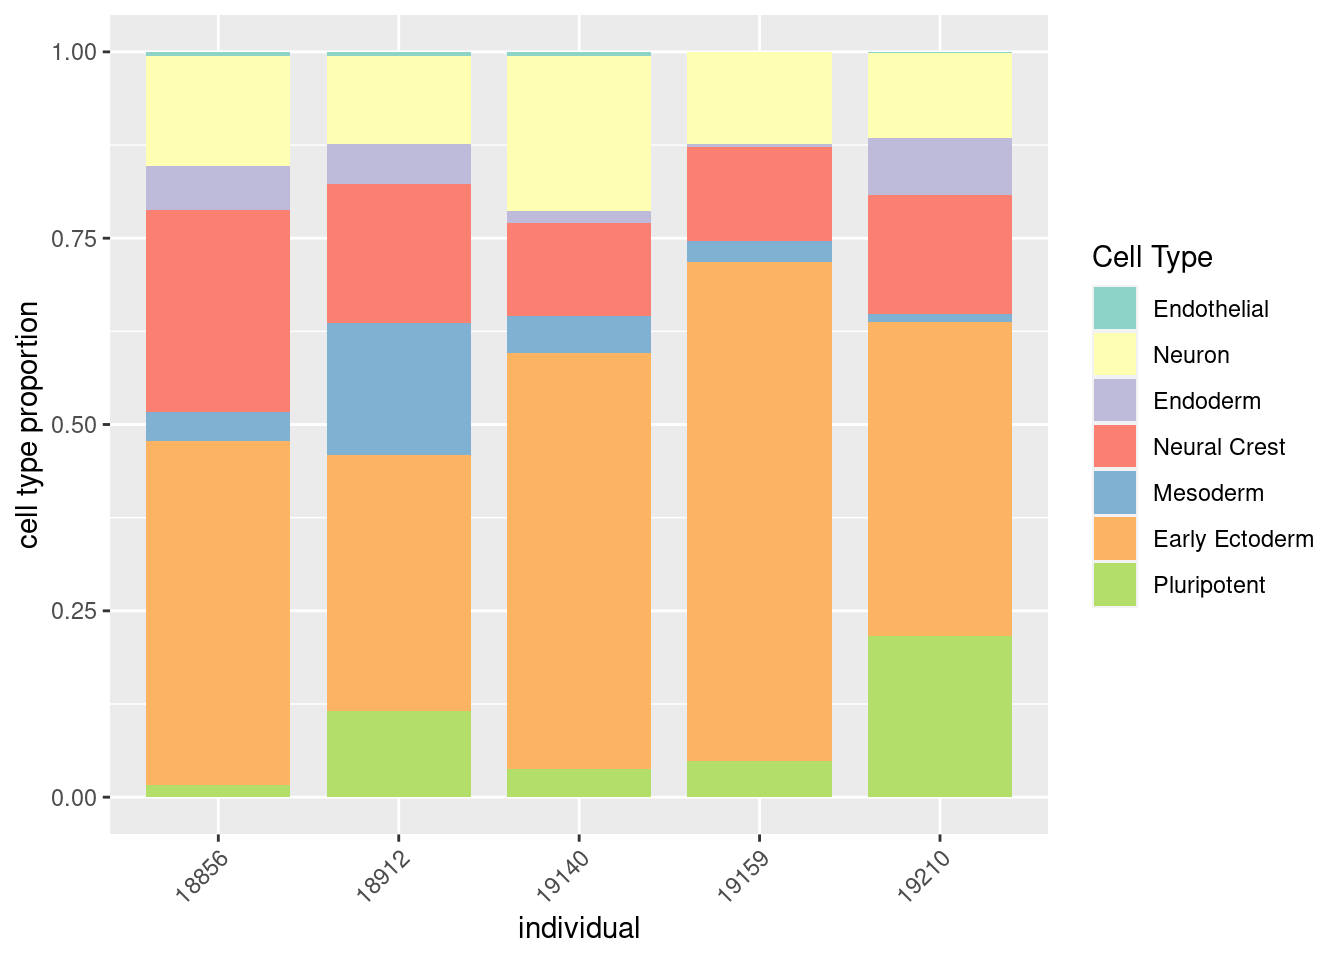 1.00
0.75
0.50
0.25
0.00
cell type proportion
18856
18912
19140
19159
19210
individual
Cell Type
Endothelial
Neuron
Endoderm
Neural Crest
Mesoderm
Early Ectoderm
Pluripotent